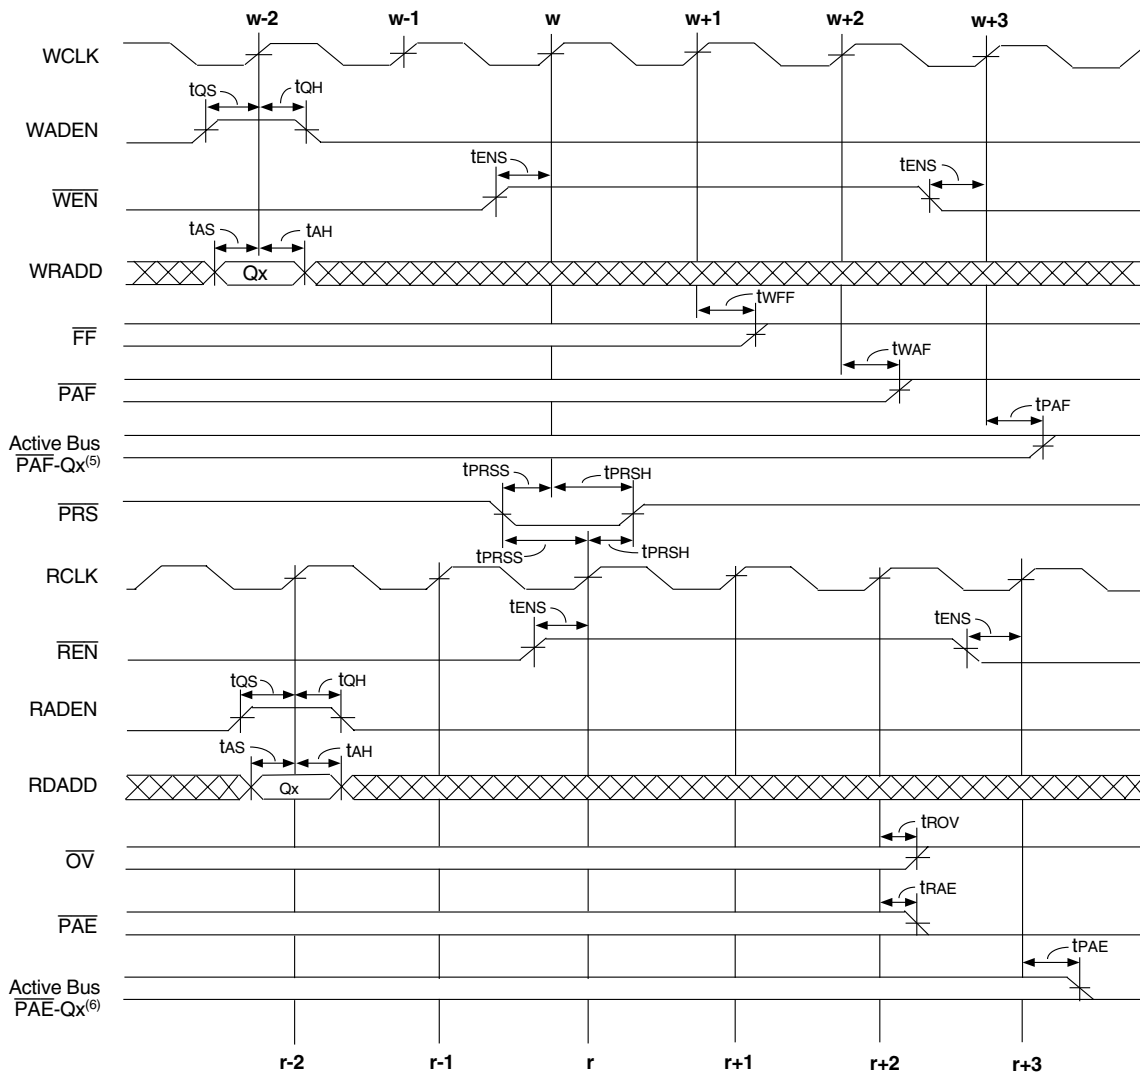 w-2 w-1 w w+1 w+2 w+3
WCLK
tQS tQH
WADEN
tENS tENS
WEN
tAS tAH
WRADD Qx
tWFF
FF
tWAF
PAF
tPAF
Active Bus
PAF-Qx(5)
tPRSS tPRSH
PRS
tPRSS tPRSH
RCLK
tENS tENS
REN
tQS tQH
RADEN
tAS tAH
RDADD Qx
tROV
OV
tRAE
PAE
tPAE
Active Bus
PAE-Qx(6)
r-2 r-1 r r+1 r+2 r+3